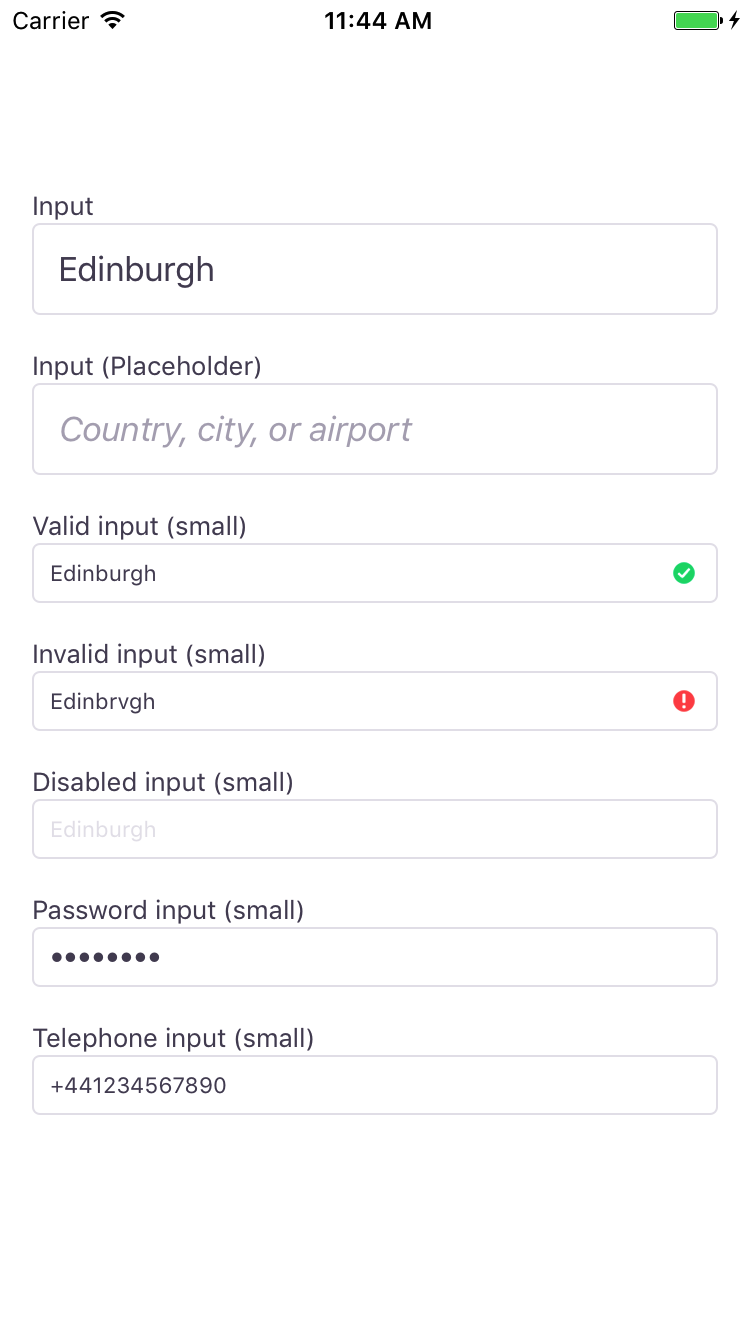 Carrier 11:44 AM
Input
Edinburgh
Input (Placeholder)
Country, city, or airport
Valid input (small)
Edinburgh
Invalid input (small)
Edinbrvgh
Disabled input (small)
Edinburgh
Password input (small)
••••••••
Telephone input (small)
+441234567890